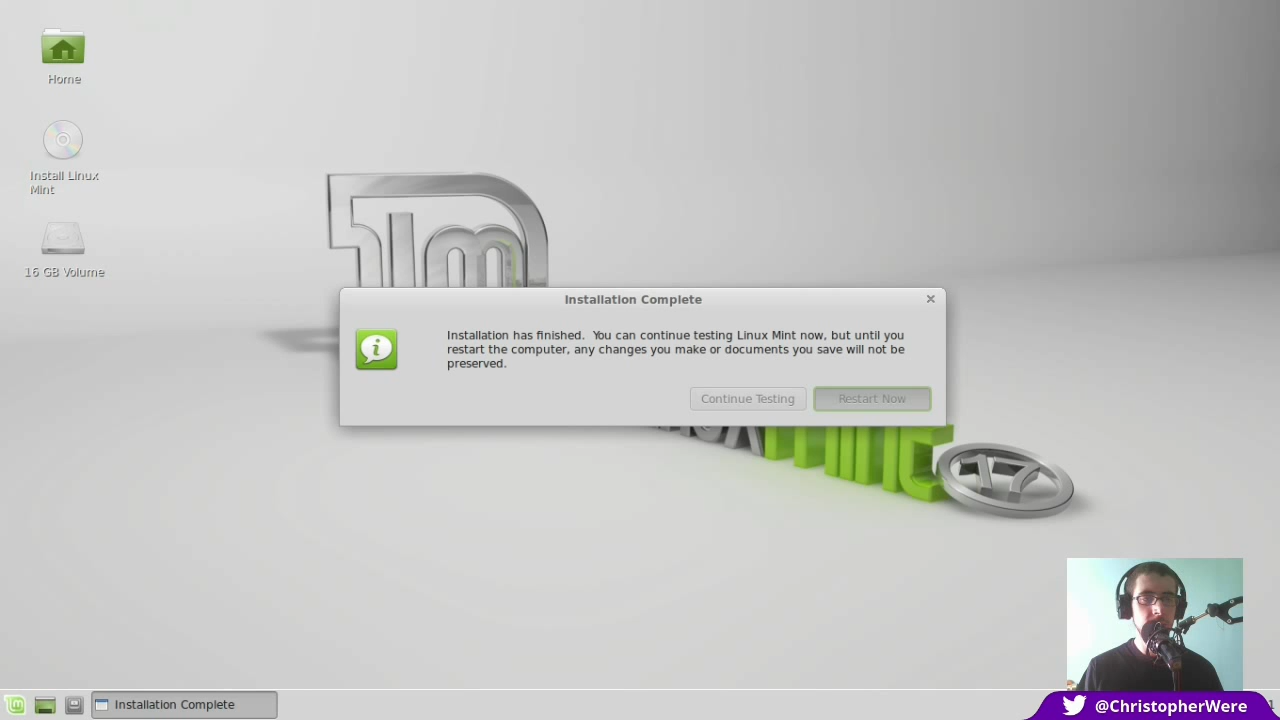 Home
Install Linux
Mint
16 GB Volume
Installation Complete
Installation has finished.  You can continue testing Linux Mint now, but until you
restart the computer, any changes you make or documents you save will not be
preserved.
Continue Testing
Restart Now
17
Installation Complete
@ChristopherWere